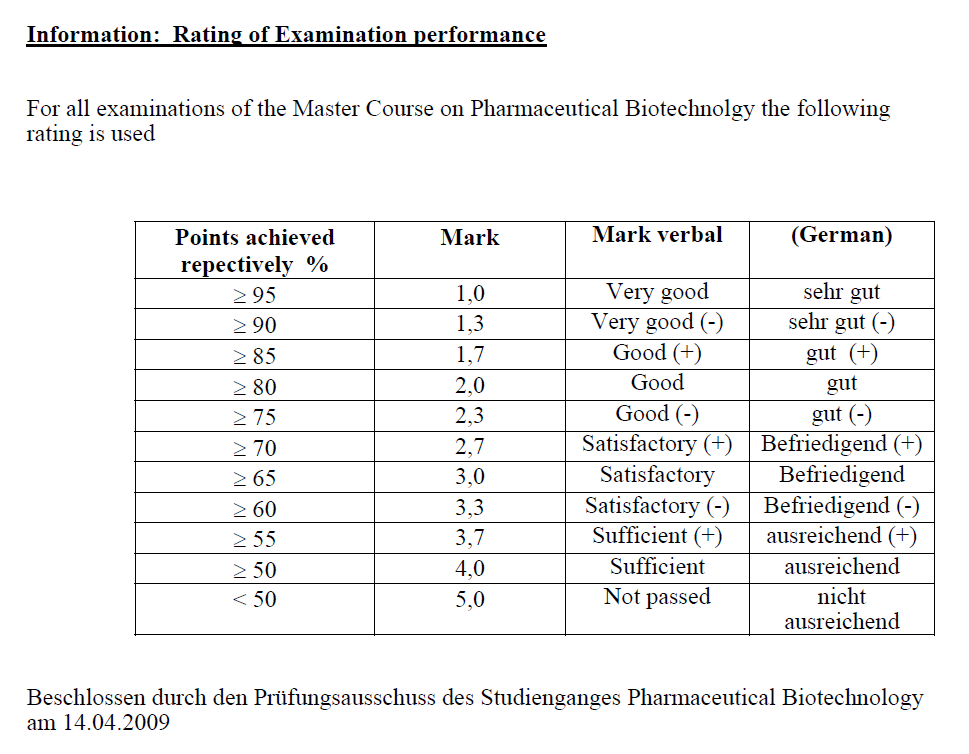 Information: Rating of Examination performance
For all examinations of the Master Course on Pharmaceutical Biotechnolgy the following
rating is used
Points achieved repectively % Mark Mark verbal (German)
≥ 95 1,0 Very good sehr gut
≥ 90 1,3 Very good (-) sehr gut (-)
≥ 85 1,7 Good (+) gut (+)
≥ 80 2,0 Good gut
≥ 75 2,3 Good (-) gut (-)
≥ 70 2,7 Satisfactory (+) Befriedigend (+)
≥ 65 3,0 Satisfactory Befriedigend
≥ 60 3,3 Satisfactory (-) Befriedigend (-)
≥ 55 3,7 Sufficient (+) ausreichend (+)
≥ 50 4,0 Sufficient ausreichend
< 50 5,0 Not passed nicht ausreichend
Beschlossen durch den Prüfungsausschuss des Studienganges Pharmaceutical Biotechnology
am 14.04.2009